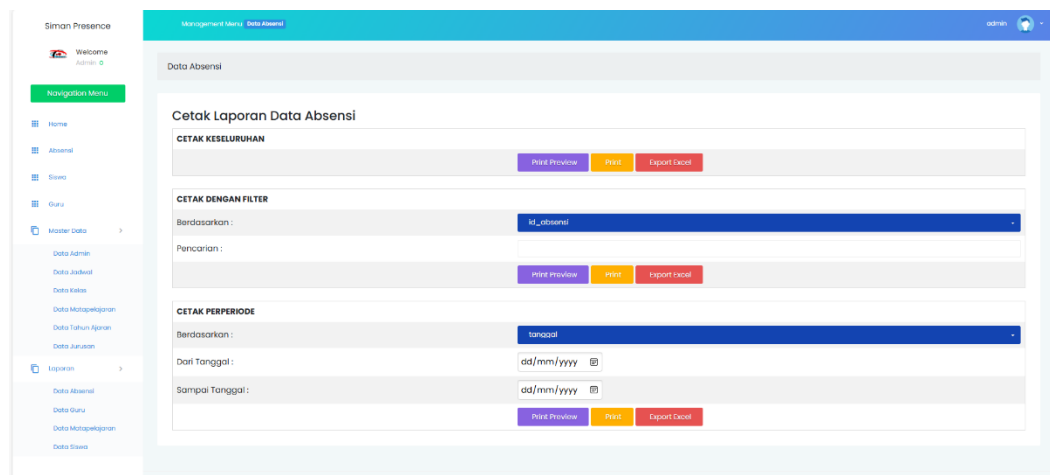 Siman Presence
Management Menu Data Absensi
admin
Welcome
Admin 0
Navigation Menu
Home
Absensi
Siswa
Guru
Master Data
Data Admin
Data Jadwal
Data Kelas
Data Matapelajaran
Data Tahun Ajaran
Data Jurusan
Laporan
Data Absensi
Data Guru
Data Matapelajaran
Data Siswa
Data Absensi
Cetak Laporan Data Absensi
CETAK KESELURUHAN
Print Preview Print Export Excel
CETAK DENGAN FILTER
Berdasarkan : id_absensi
Pencarian :
Print Preview Print Export Excel
CETAK PERPERIODE
Berdasarkan : tanggal
Dari Tanggal : dd/mm/yyyy
Sampai Tanggal : dd/mm/yyyy
Print Preview Print Export Excel